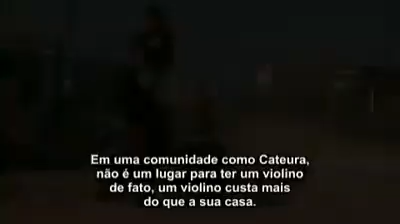 Em uma comunidade como Cateura,
não é um lugar para ter um violino
de fato, um violino custa mais
do que a sua casa.